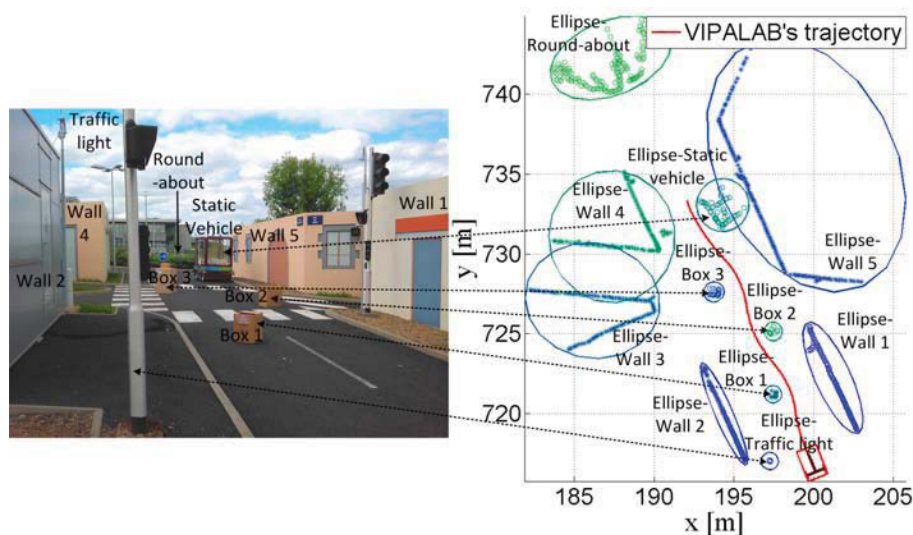 Traffic
light
Round
-about
Static
Vehicle
Wall 1
Wall
4
Wall 5
Wall 2
Box 3
Box 2
Box 1
Ellipse-
Round-about
VIPALAB's trajectory
740
735
730
725
720
y [m]
Ellipse-Static
vehicle
Ellipse-
Wall 4
Ellipse-
Wall 5
Ellipse-
Box 3
Ellipse-
Box 2
Ellipse-
Wall 1
Ellipse-
Wall 3
Ellipse-
Box 1
Ellipse-
Wall 2
Ellipse-
Traffic light
185
190
195
200
205
x [m]